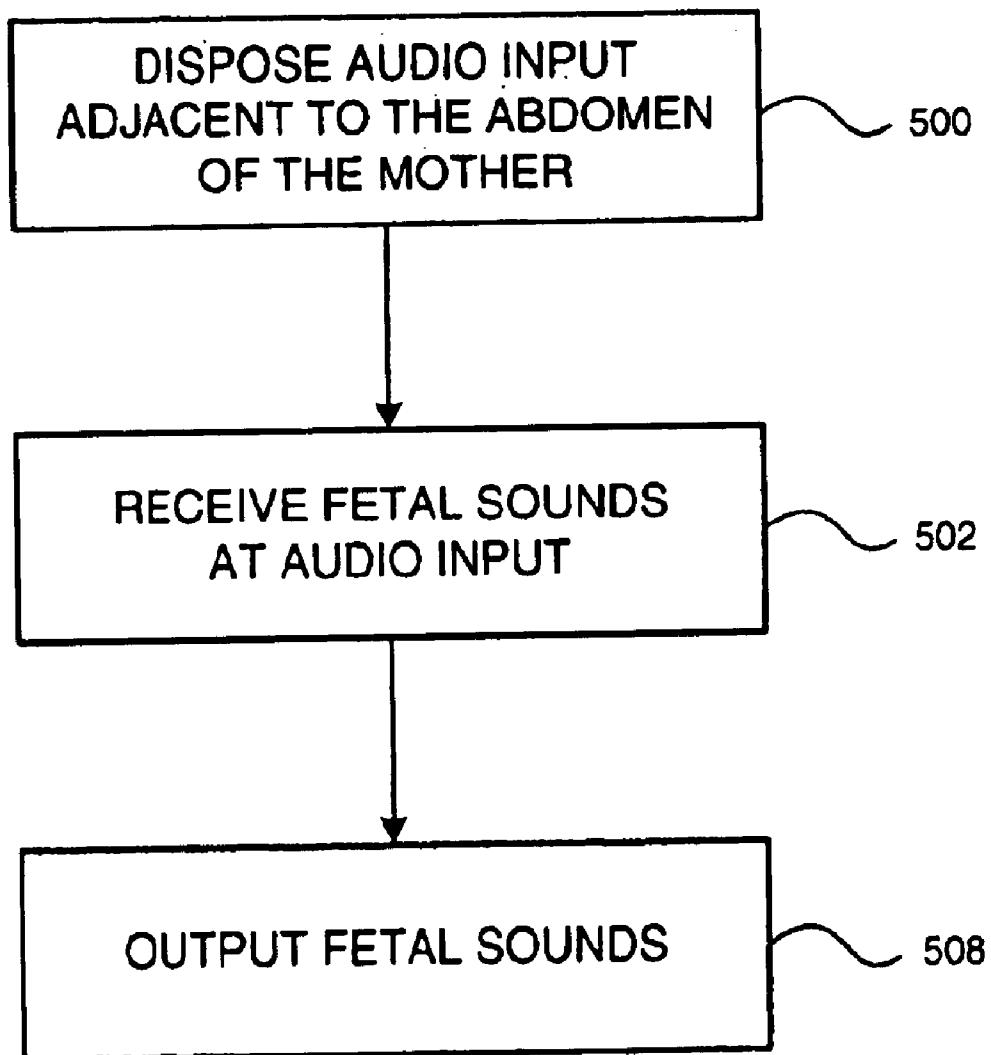 DISPOSE AUDIO INPUT
ADJACENT TO THE ABDOMEN
OF THE MOTHER
500
RECEIVE FETAL SOUNDS
AT AUDIO INPUT
502
OUTPUT FETAL SOUNDS
508